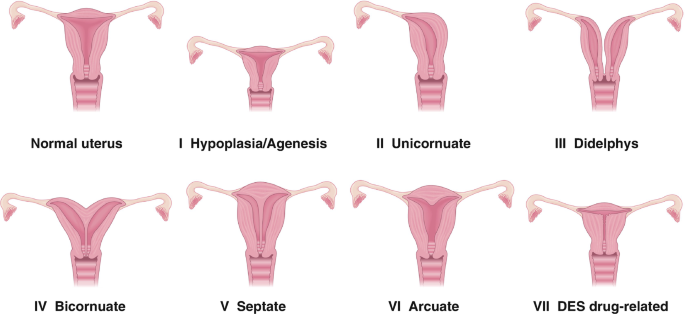 Normal uterus
I Hypoplasia/Agenesis
II Unicornuate
III Didelphys
IV Bicornuate
V Septate
VI Arcuate
VII DES drug-related